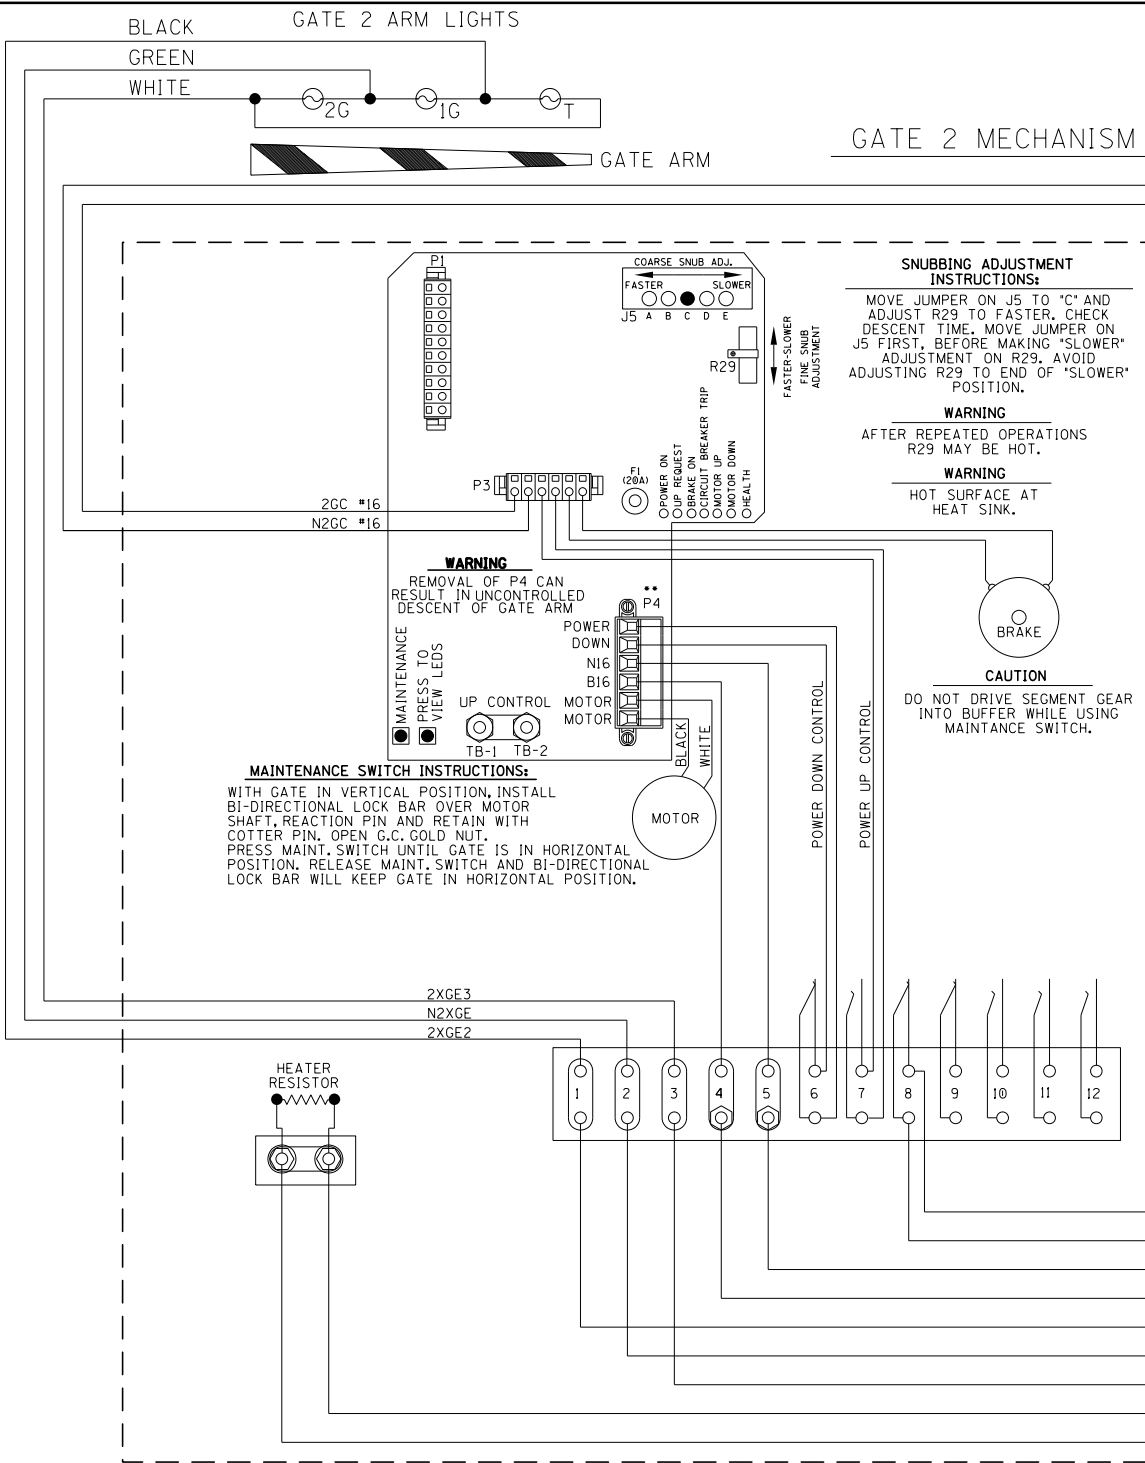 GATE 2 ARM LIGHTS
BLACK
GREEN
WHITE
2G
1G
T
GATE ARM
GATE 2 MECHANISM
P1
COARSE SNUB ADJ.
FASTER
SLOWER
J5 A B C D E
R29
FASTER-SLOWER
FINE SNUB
ADJUSTMENT
SNUBBING ADJUSTMENT
INSTRUCTIONS:
MOVE JUMPER ON J5 TO "C" AND
ADJUST R29 TO FASTER. CHECK
DESCENT TIME. MOVE JUMPER ON
J5 FIRST, BEFORE MAKING "SLOWER"
ADJUSTMENT ON R29. AVOID
ADJUSTING R29 TO END OF "SLOWER"
POSITION.
WARNING
AFTER REPEATED OPERATIONS
R29 MAY BE HOT.
WARNING
HOT SURFACE AT
HEAT SINK.
P3
F1
(20A)
POWER ON
UP REQUEST
BRAKE ON
CIRCUIT BREAKER TRIP
MOTOR UP
MOTOR DOWN
HEALTH
2GC #16
N2GC #16
WARNING
REMOVAL OF P4 CAN
RESULT IN UNCONTROLLED
DESCENT OF GATE ARM
**
P4
POWER
DOWN
N16
B16
MOTOR
MOTOR
MAINTENANCE
PRESS TO
VIEW LEDS
UP CONTROL
TB-1
TB-2
BLACK
WHITE
MOTOR
BRAKE
CAUTION
DO NOT DRIVE SEGMENT GEAR
INTO BUFFER WHILE USING
MAINTANCE SWITCH.
POWER DOWN CONTROL
POWER UP CONTROL
MAINTENANCE SWITCH INSTRUCTIONS:
WITH GATE IN VERTICAL POSITION, INSTALL
BI-DIRECTIONAL LOCK BAR OVER MOTOR
SHAFT, REACTION PIN AND RETAIN WITH
COTTER PIN. OPEN G.C. GOLD NUT.
PRESS MAINT. SWITCH UNTIL GATE IS IN HORIZONTAL
POSITION. RELEASE MAINT. SWITCH AND BI-DIRECTIONAL
LOCK BAR WILL KEEP GATE IN HORIZONTAL POSITION.
2XGE3
N2XGE
2XGE2
HEATER
RESISTOR
1 2 3 4 5 6 7 8 9 10 11 12